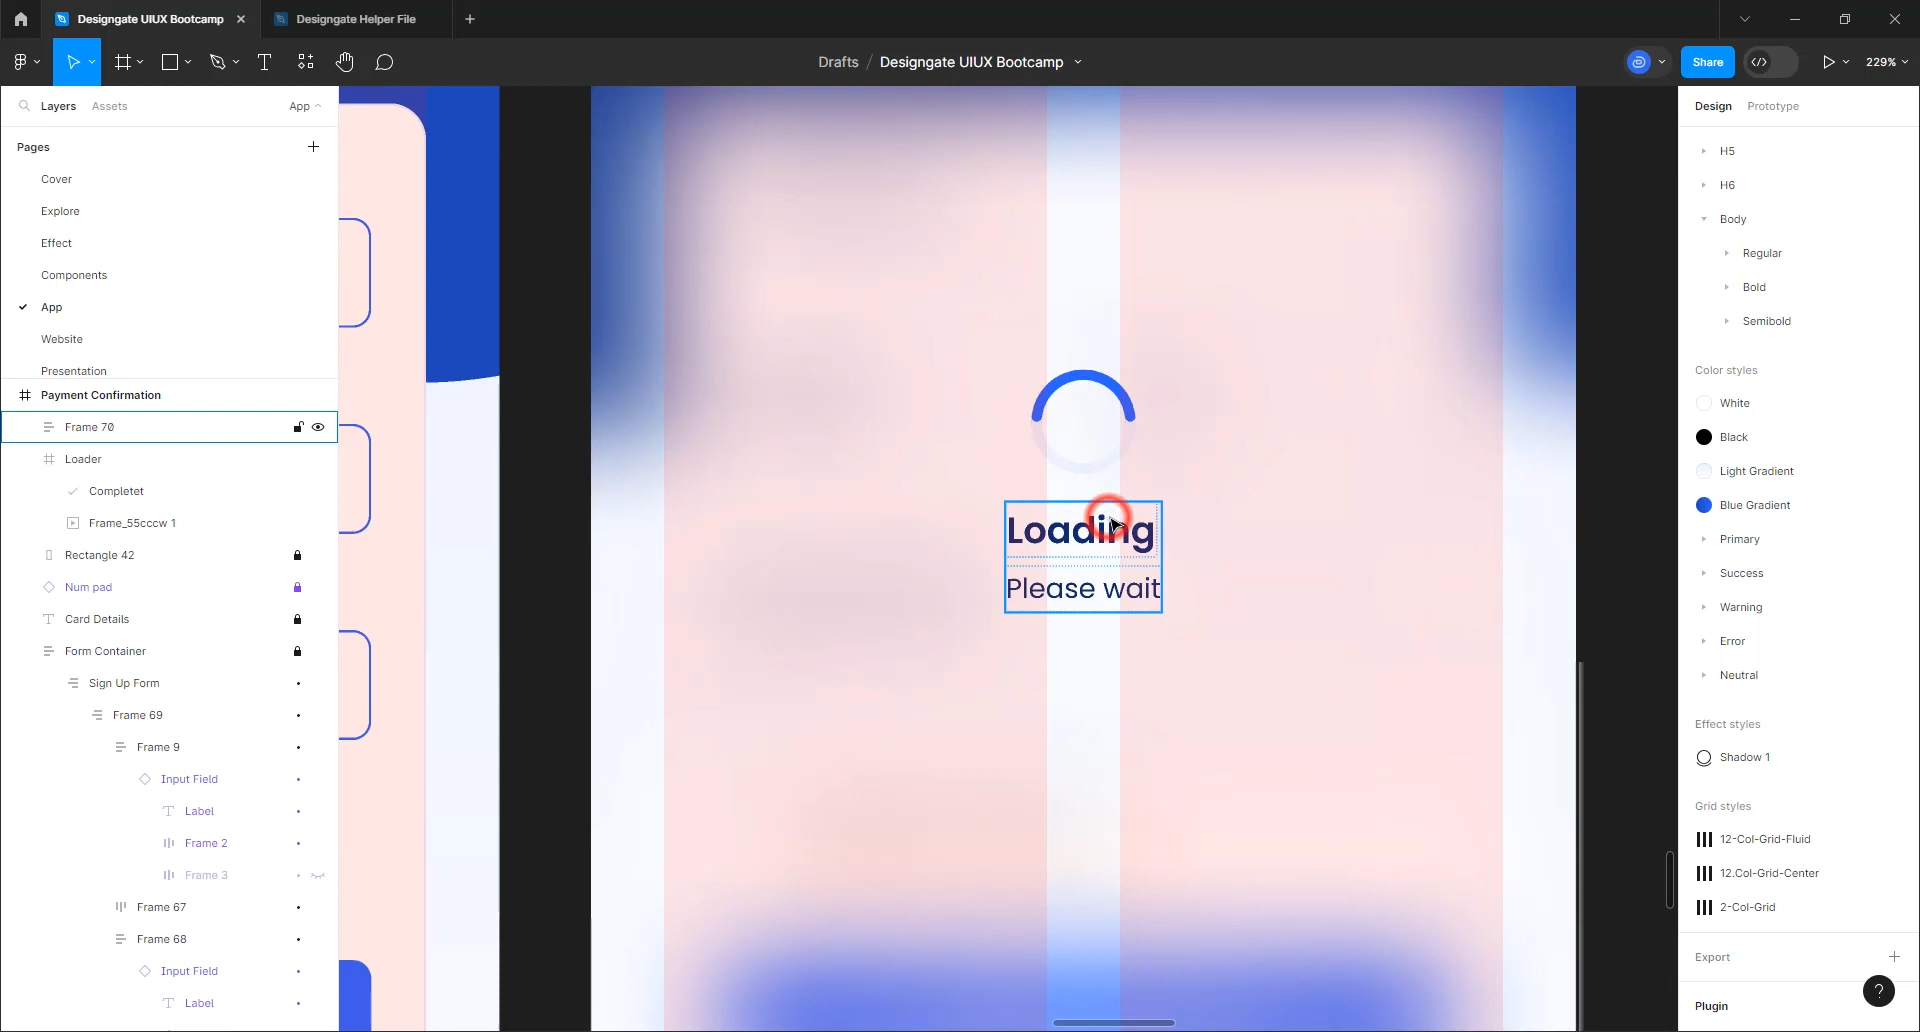 Designgate UIUX Bootcamp
Designgate Helper File
Drafts / Designgate UIUX Bootcamp
Share
229%
Layers
Assets
App
Pages
Cover
Explore
Effect
Components
App
Website
Presentation
Payment Confirmation
Frame 70
Loader
Completet
Frame_55cccw 1
Rectangle 42
Num pad
Card Details
Form Container
Sign Up Form
Frame 69
Frame 9
Input Field
Label
Frame 2
Frame 3
Frame 67
Frame 68
Input Field
Label
Loading
Please wait
Design
Prototype
H5
H6
Body
Regular
Bold
Semibold
Color styles
White
Black
Light Gradient
Blue Gradient
Primary
Success
Warning
Error
Neutral
Effect styles
Shadow 1
Grid styles
12-Col-Grid-Fluid
12.Col-Grid-Center
2-Col-Grid
Export
?
Plugin